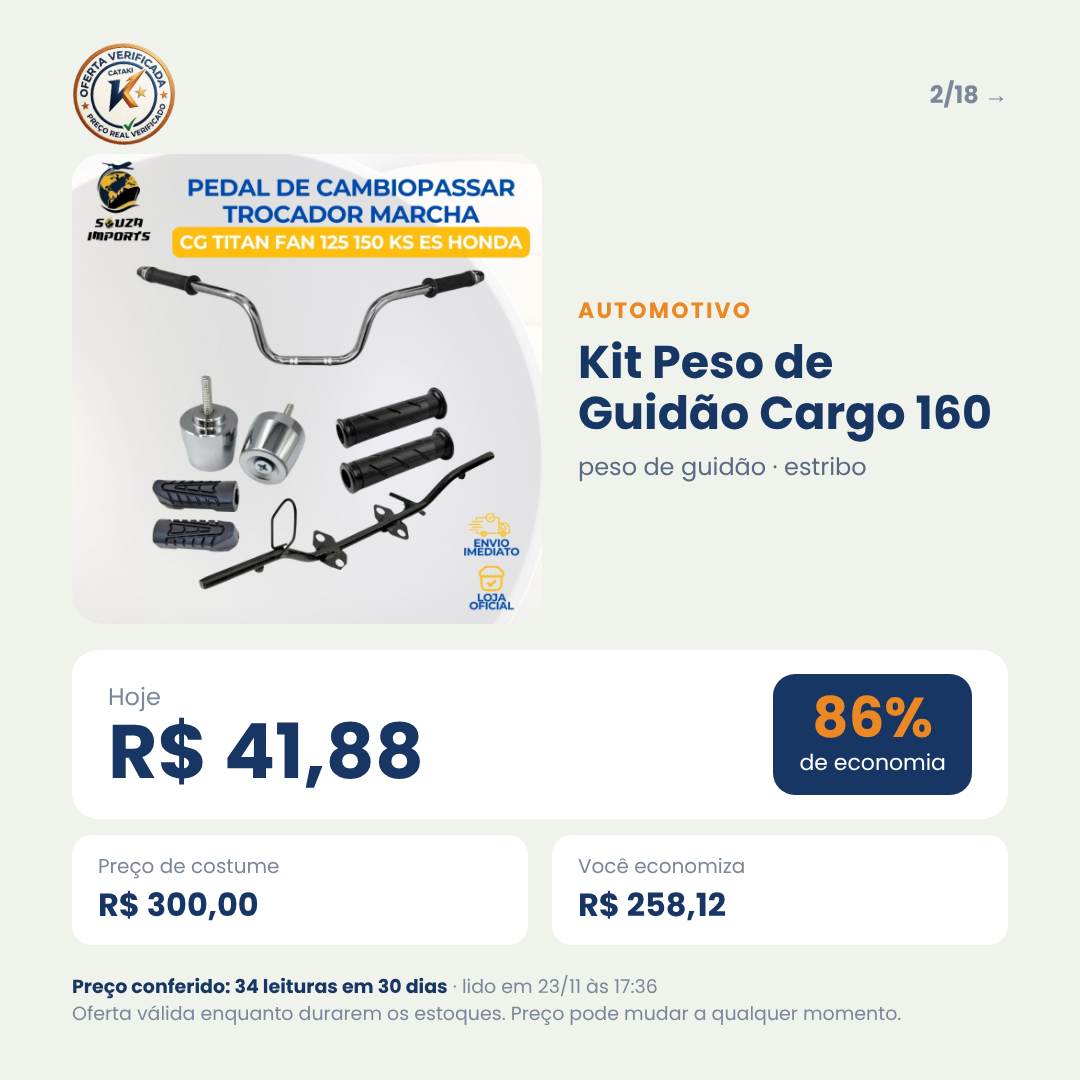 OFERTA VERIFICADA
CATAKI
PREÇO REAL VERIFICADO
2/18 →
SOUZA
IMPORTS
PEDAL DE CAMBIOPASSAR
TROCADOR MARCHA
CG TITAN FAN 125 150 KS ES HONDA
ENVIO
IMEDIATO
LOJA
OFICIAL
AUTOMOTIVO
Kit Peso de
Guidão Cargo 160
peso de guidão · estribo
Hoje
R$ 41,88
86%
de economia
Preço de costume
R$ 300,00
Você economiza
R$ 258,12
Preço conferido: 34 leituras em 30 dias · lido em 23/11 às 17:36
Oferta válida enquanto durarem os estoques. Preço pode mudar a qualquer momento.